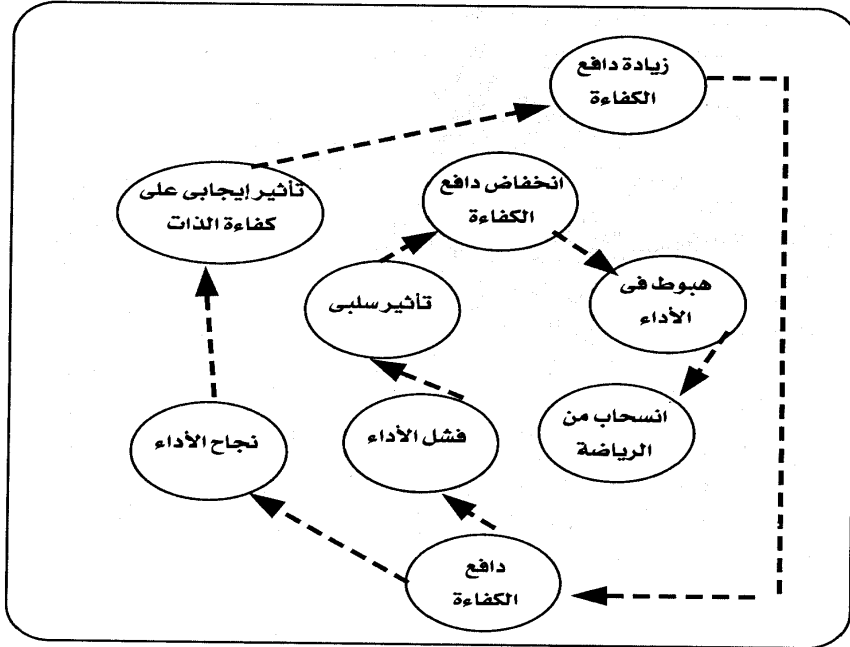 زيادة دافع
الكفاءة
تأثير إيجابى على
كفاءة الذات
انخفاض دافع
الكفاءة
هبوط فى
الأداء
تأثير سلبى
انسحاب من
الرياضة
فشل الأداء
نجاح الأداء
دافع
الكفاءة